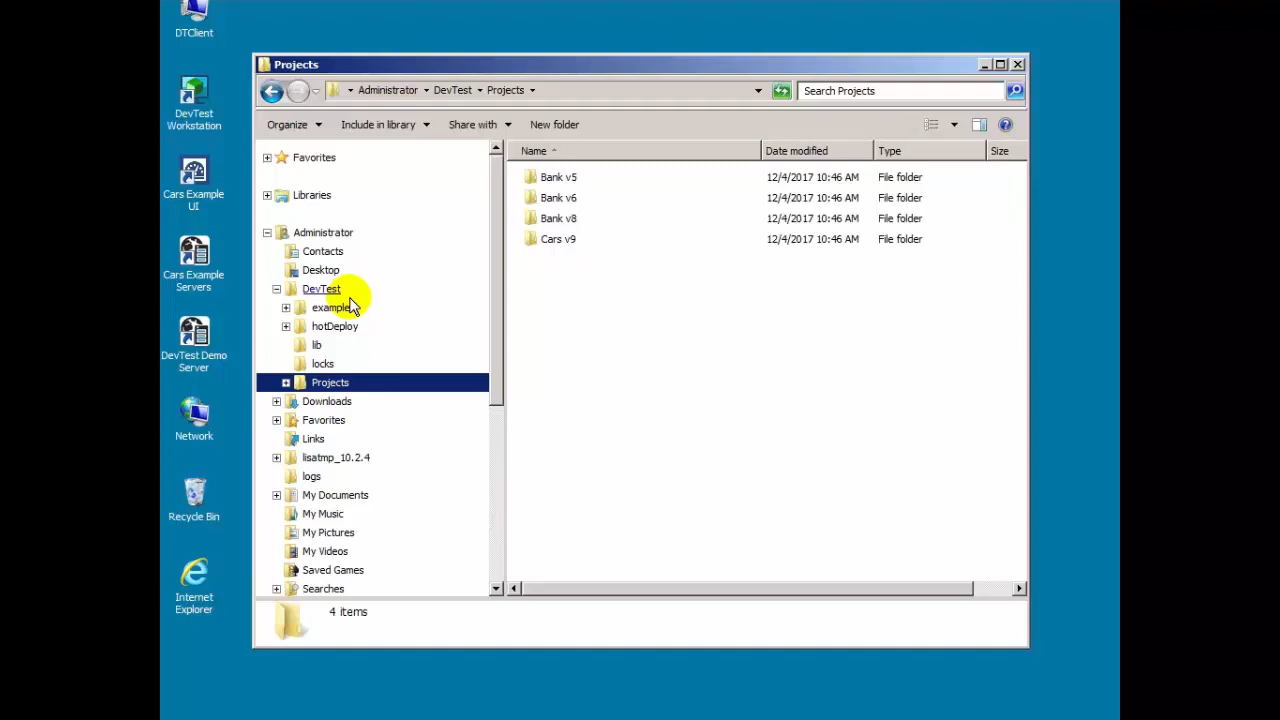 DTClient
DevTest
Workstation
Cars Example
UI
Cars Example
Servers
DevTest Demo
Server
Network
Recycle Bin
Internet
Explorer
Projects
Administrator DevTest Projects
Search Projects
Organize Include in library Share with New folder
Favorites
Libraries
Administrator
Contacts
Desktop
DevTest
example
hotDeploy
lib
locks
Projects
Downloads
Favorites
Links
lisatmp_10.2.4
logs
My Documents
My Music
My Pictures
My Videos
Saved Games
Searches
Name Date modified Type Size
Bank v5 12/4/2017 10:46 AM File folder
Bank v6 12/4/2017 10:46 AM File folder
Bank v8 12/4/2017 10:46 AM File folder
Cars v9 12/4/2017 10:46 AM File folder
4 items